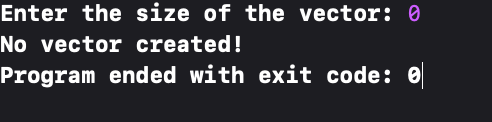 Enter the size of the vector: 0
No vector created!
Program ended with exit code: 0